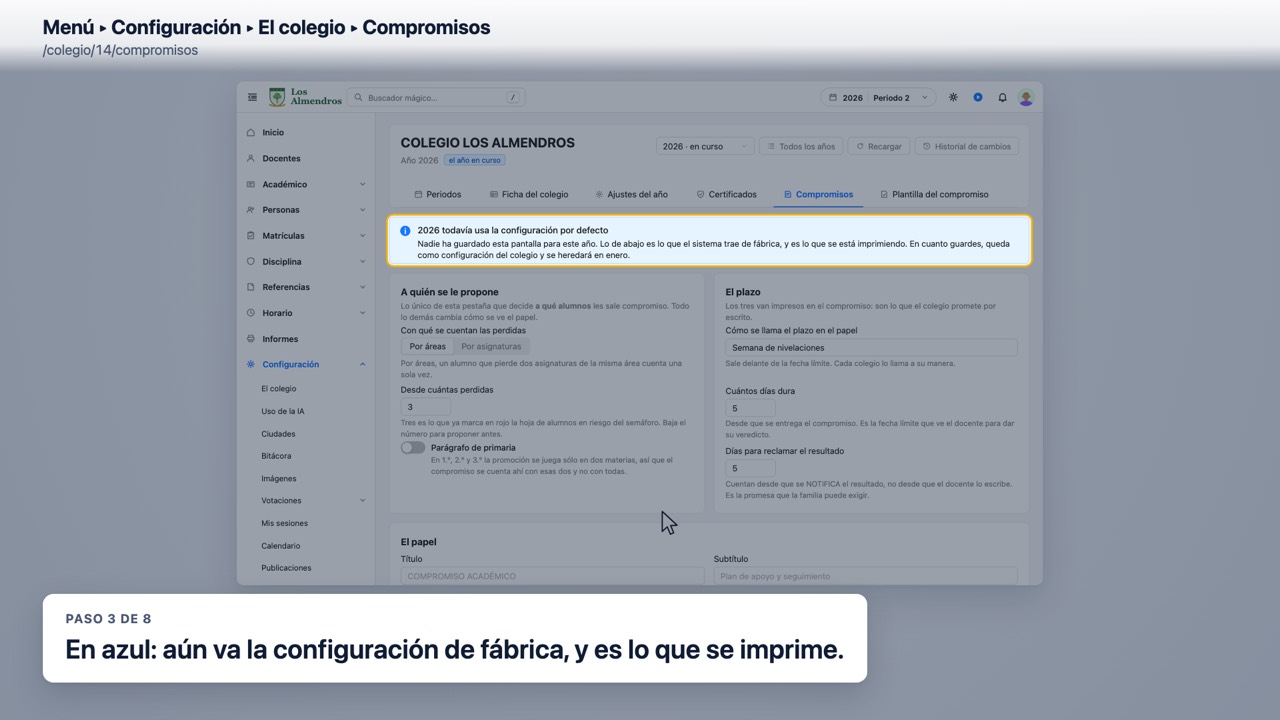 Menú ▸ Configuración ▸ El colegio ▸ Compromisos
/colegio/14/compromisos
Los Almendros
Buscador mágico...
/
2026 Periodo 2
Inicio
Docentes
Académico
Personas
Matrículas
Disciplina
Referencias
Horario
Informes
Configuración
El colegio
Uso de la IA
Ciudades
Bitácora
Imágenes
Votaciones
Mis sesiones
Calendario
Publicaciones
COLEGIO LOS ALMENDROS
Año 2026 el año en curso
2026 · en curso
Todos los años
Recargar
Historial de cambios
Periodos
Ficha del colegio
Ajustes del año
Certificados
Compromisos
Plantilla del compromiso
2026 todavía usa la configuración por defecto
Nadie ha guardado esta pantalla para este año. Lo de abajo es lo que el sistema trae de fábrica, y es lo que se está imprimiendo. En cuanto guardes, queda
como configuración del colegio y se heredará en enero.
A quién se le propone
Lo único de esta pestaña que decide a qué alumnos les sale compromiso. Todo
lo demás cambia cómo se ve el papel.
Con qué se cuentan las perdidas
Por áreas
Por asignaturas
Por áreas, un alumno que pierde dos asignaturas de la misma área cuenta una
sola vez.
Desde cuántas perdidas
3
Tres es lo que ya marca en rojo la hoja de alumnos en riesgo del semáforo. Baja el
número para proponer antes.
Parágrafo de primaria
En 1.º, 2.º y 3.º la promoción se juega sólo en dos materias, así que el
compromiso se cuenta ahí con esas dos y no con todas.
El plazo
Los tres van impresos en el compromiso: son lo que el colegio promete por
escrito.
Cómo se llama el plazo en el papel
Semana de nivelaciones
Sale delante de la fecha límite. Cada colegio lo llama a su manera.
Cuántos días dura
5
Desde que se entrega el compromiso. Es la fecha límite que ve el docente para dar
su veredicto.
Días para reclamar el resultado
5
Cuentan desde que se NOTIFICA el resultado, no desde que el docente lo escribe.
Es la promesa que la familia puede exigir.
El papel
Título
COMPROMISO ACADÉMICO
Subtítulo
Plan de apoyo y seguimiento
PASO 3 DE 8
En azul: aún va la configuración de fábrica, y es lo que se imprime.